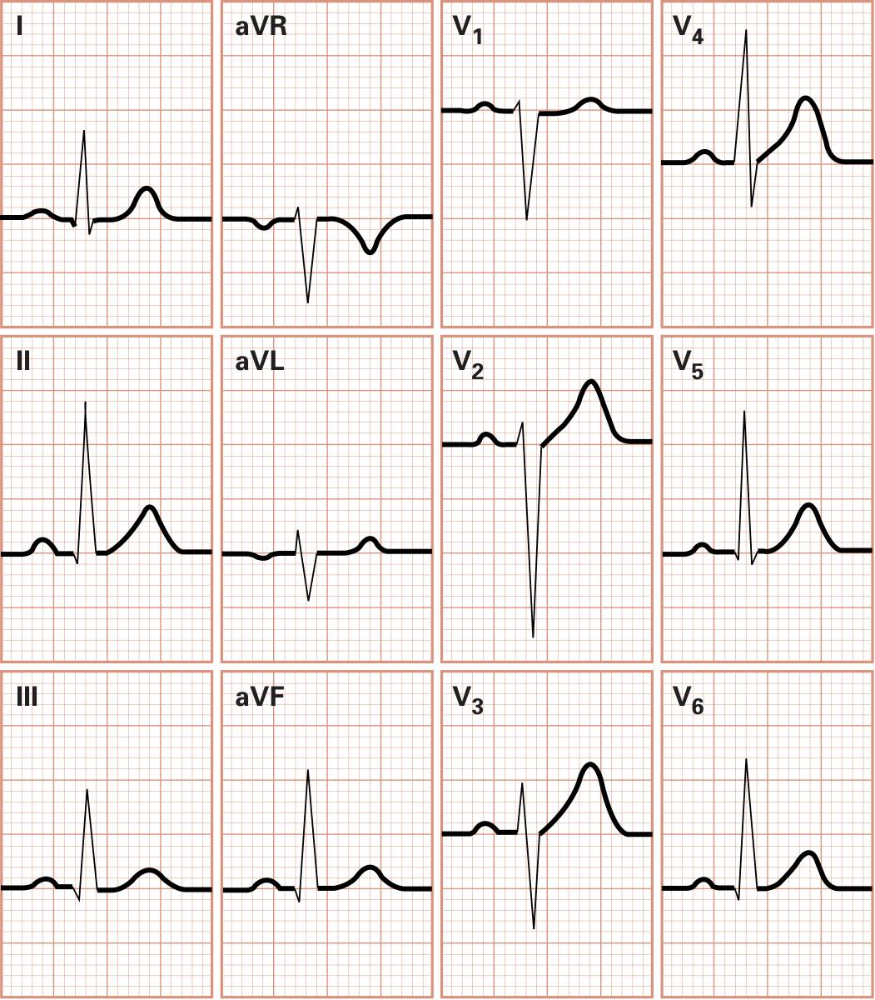 I aVR V₁ V₄
II aVL V₂ V₅
III aVF V₃ V₆